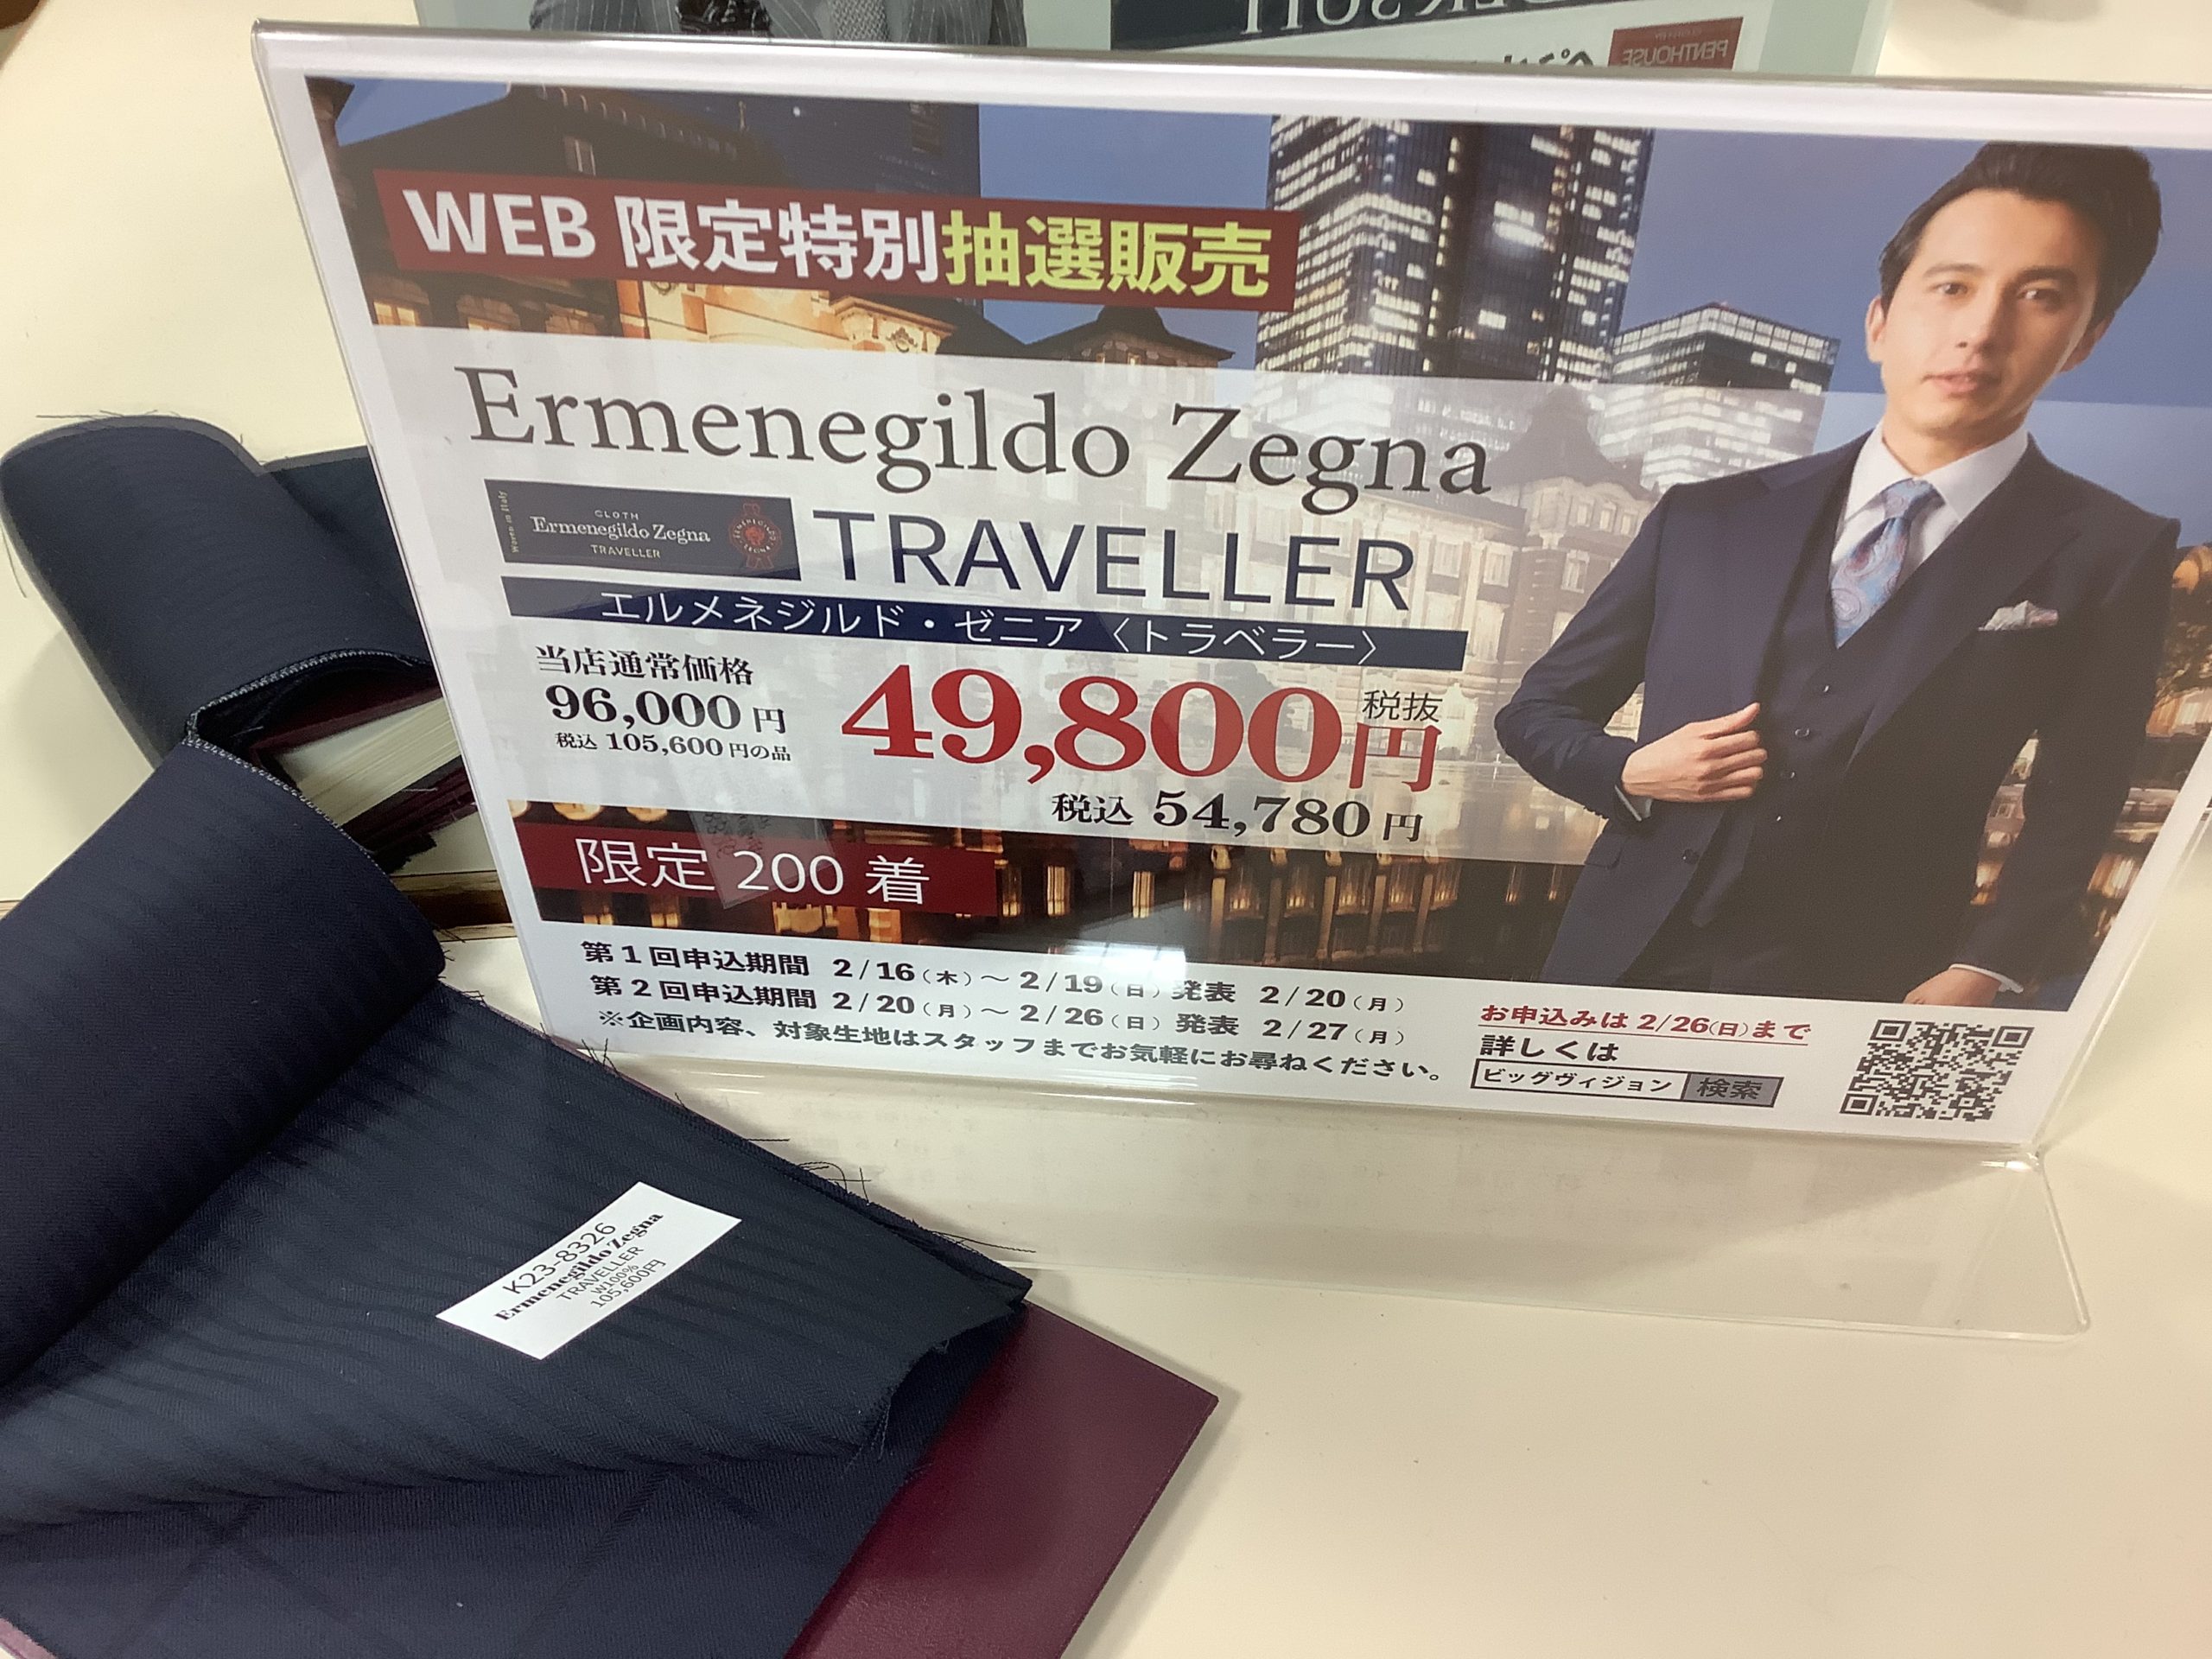 PENTHOUSE
WEB 限定特別抽選販売
Ermenegildo Zegna
Woven in Italy
CLOTH
Ermenegildo Zegna
TRAVELLER
TRAVELLER
エルメネジルド・ゼニア〈トラベラー〉
当店通常価格
96,000円
税込 105,600円の品
49,800円
税抜
税込 54,780円
限定 200 着
第1回申込期間 2/16(木)〜2/19(日)発表 2/20(月)
第2回申込期間 2/20(月)〜2/26(日)発表 2/27(月)
※企画内容、対象生地はスタッフまでお気軽にお尋ねください。
お申込みは 2/26(日)まで
詳しくは
ビッグヴィジョン 検索
K23-8326
Ermenegildo Zegna
TRAVELLER
W100%
105,600円